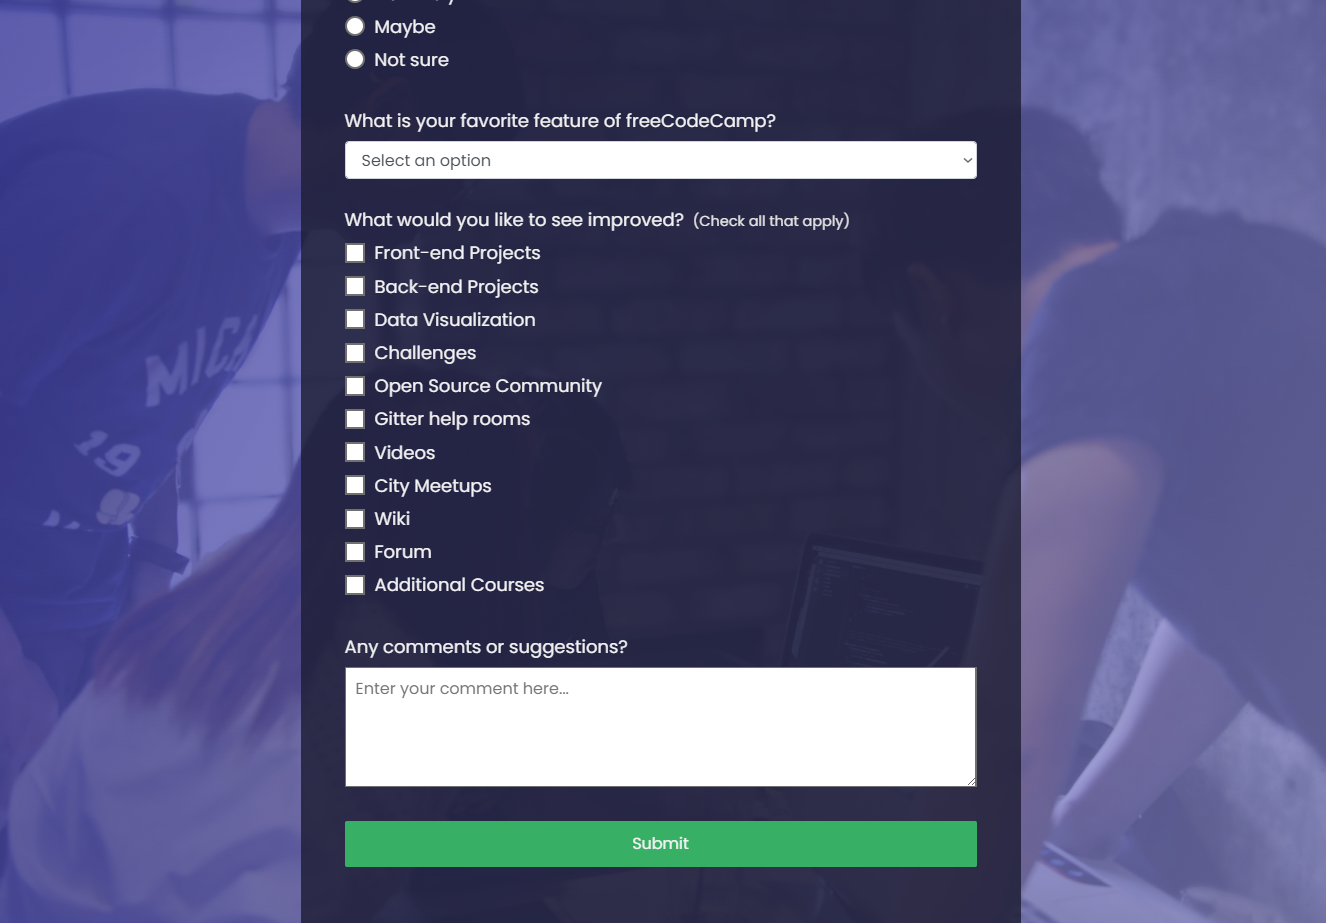 Maybe
Not sure
What is your favorite feature of freeCodeCamp?
Select an option
What would you like to see improved? (Check all that apply)
Front-end Projects
Back-end Projects
Data Visualization
Challenges
Open Source Community
Gitter help rooms
Videos
City Meetups
Wiki
Forum
Additional Courses
Any comments or suggestions?
Enter your comment here...
Submit
19